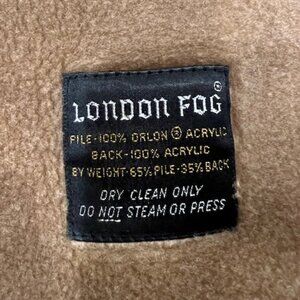 LONDON FOG®
PILE-100% ORLON ® ACRYLIC
BACK-100% ACRYLIC
BY WEIGHT-65% PILE-35% BACK
DRY CLEAN ONLY
DO NOT STEAM OR PRESS